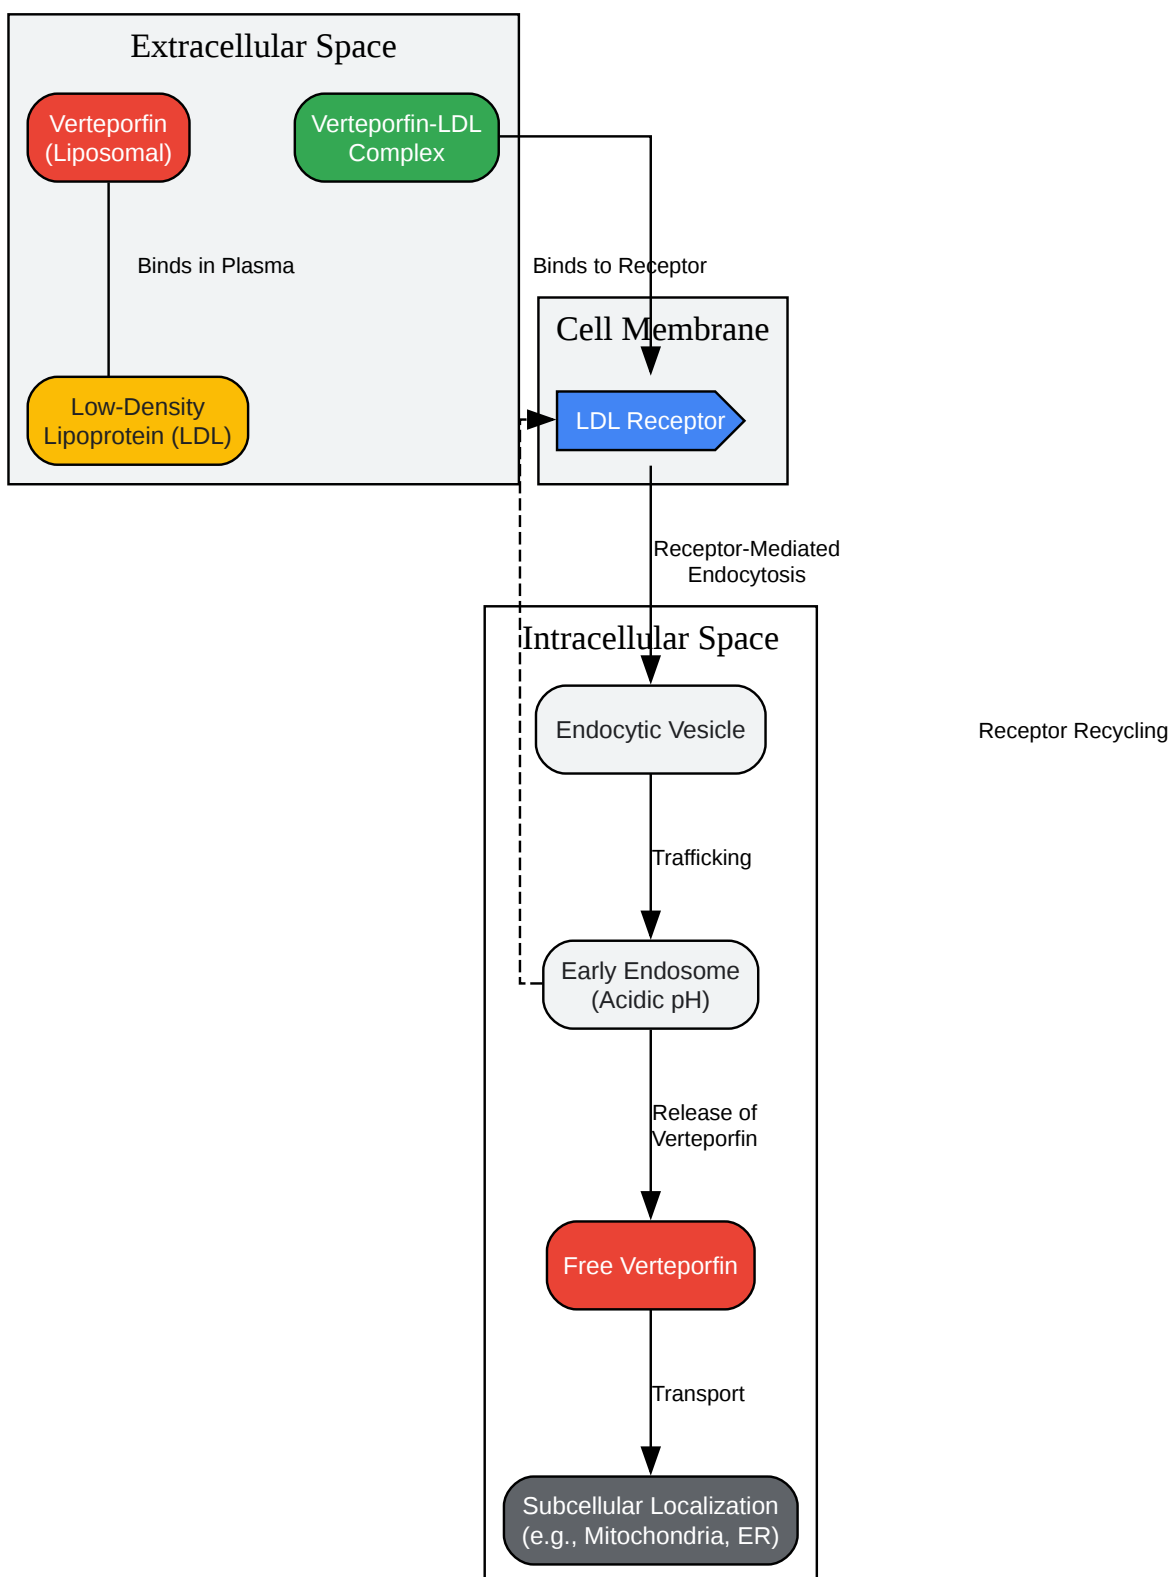 Extracellular Space
Verteporfin
(Liposomal)
Verteporfin-LDL
Complex
Binds in Plasma
Binds to Receptor
Low-Density
Lipoprotein (LDL)
Cell Membrane
LDL Receptor
Receptor-Mediated
Endocytosis
Intracellular Space
Endocytic Vesicle
Receptor Recycling
Trafficking
Early Endosome
(Acidic pH)
Release of
Verteporfin
Free Verteporfin
Transport
Subcellular Localization
(e.g., Mitochondria, ER)